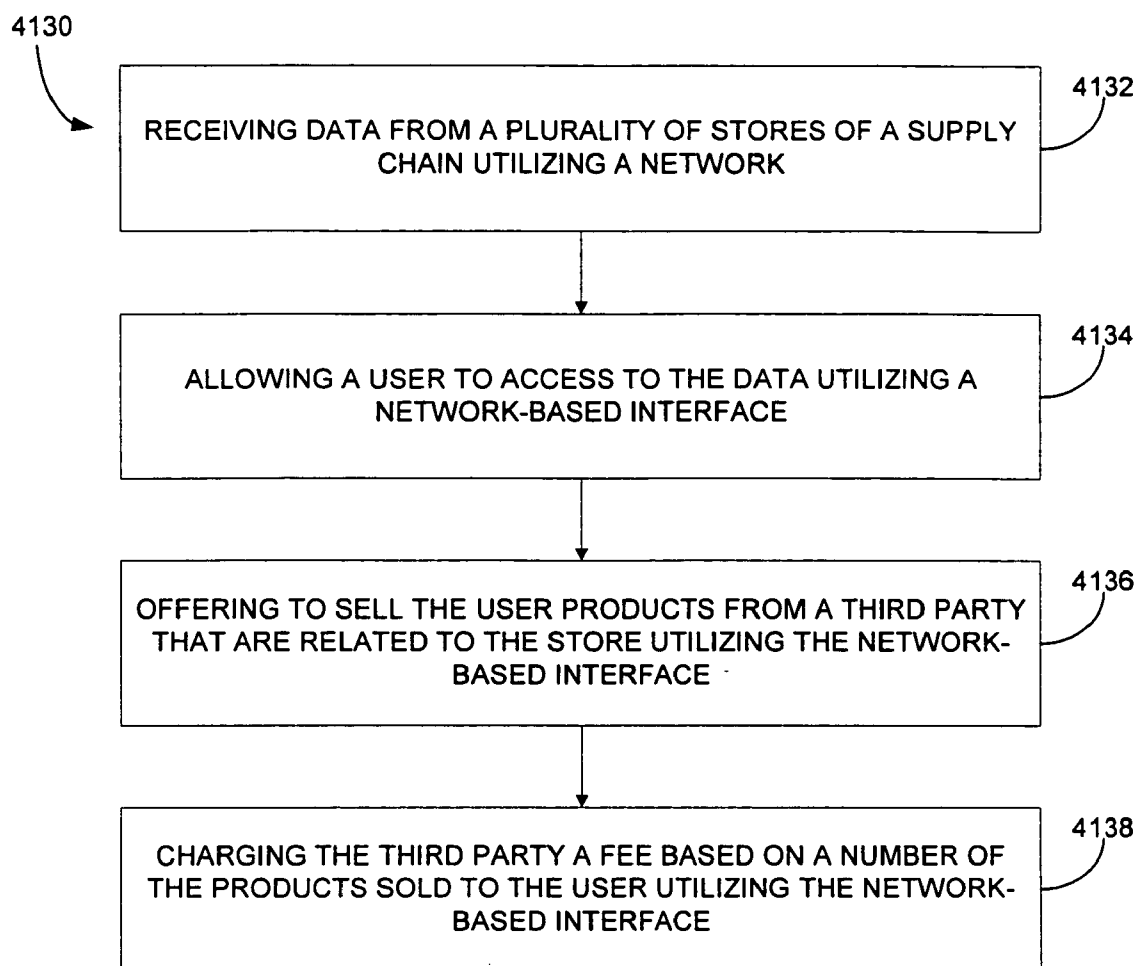 4130
4132
RECEIVING DATA FROM A PLURALITY OF STORES OF A SUPPLY
CHAIN UTILIZING A NETWORK
4134
ALLOWING A USER TO ACCESS TO THE DATA UTILIZING A
NETWORK-BASED INTERFACE
4136
OFFERING TO SELL THE USER PRODUCTS FROM A THIRD PARTY
THAT ARE RELATED TO THE STORE UTILIZING THE NETWORK-
BASED INTERFACE
4138
CHARGING THE THIRD PARTY A FEE BASED ON A NUMBER OF
THE PRODUCTS SOLD TO THE USER UTILIZING THE NETWORK-
BASED INTERFACE